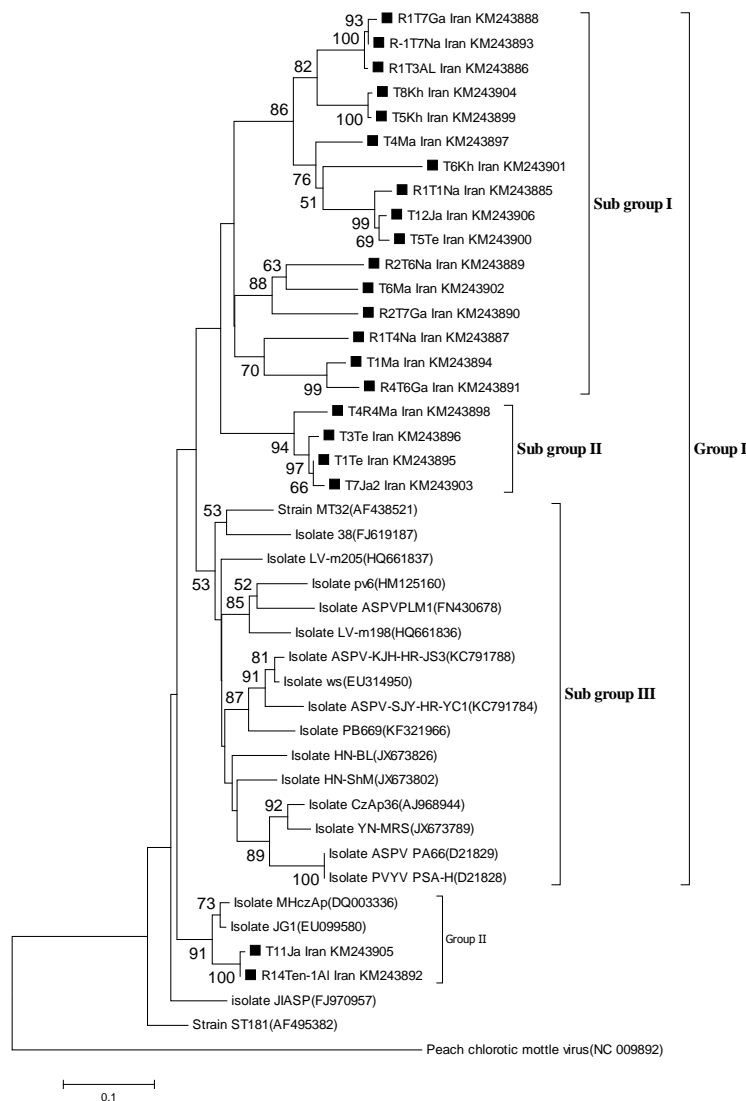 R1T7Ga Iran KM243888
93
R-1T7Na Iran KM243893
100
R1T3AL Iran KM243886
82
T8Kh Iran KM243904
86
T5Kh Iran KM243899
100
T4Ma Iran KM243897
T6Kh Iran KM243901
76
R1T1Na Iran KM243885
51
Sub group I
T12Ja Iran KM243906
99
T5Te Iran KM243900
69
R2T6Na Iran KM243889
63
88
T6Ma Iran KM243902
R2T7Ga Iran KM243890
R1T4Na Iran KM243887
T1Ma Iran KM243894
70
R4T6Ga Iran KM243891
99
T4R4Ma Iran KM243898
T3Te Iran KM243896
94
Sub group II
Group I
T1Te Iran KM243895
97
T7Ja2 Iran KM243903
66
Strain MT32(AF438521)
53
Isolate 38(FJ619187)
Isolate LV-m205(HQ661837)
53
Isolate pv6(HM125160)
52
85
Isolate ASPVPLM1(FN430678)
Isolate LV-m198(HQ661836)
Isolate ASPV-KJH-HR-JS3(KC791788)
81
91
Isolate ws(EU314950)
87
Sub group III
Isolate ASPV-SJY-HR-YC1(KC791784)
Isolate PB669(KF321966)
Isolate HN-BL(JX673826)
Isolate HN-ShM(JX673802)
Isolate CzAp36(AJ968944)
92
Isolate YN-MRS(JX673789)
89
Isolate ASPV PA66(D21829)
Isolate PVYV PSA-H(D21828)
100
Isolate MHczAp(DQ003336)
73
Isolate JG1(EU099580)
91
Group II
T11Ja Iran KM243905
R14Ten-1Al Iran KM243892
100
isolate JIASP(FJ970957)
Strain ST181(AF495382)
Peach chlorotic mottle virus(NC 009892)
0.1